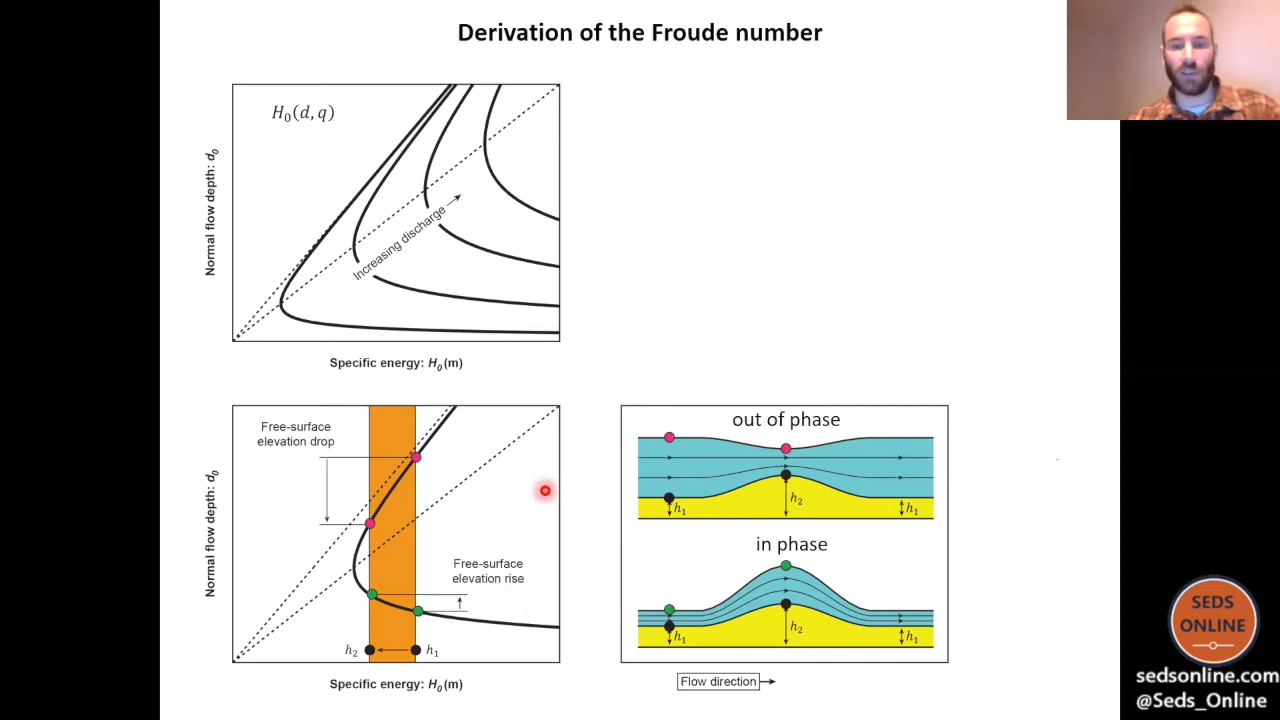 Derivation of the Froude number
H₀(d, q)
Normal flow depth: d₀
Increasing discharge
Specific energy: H₀ (m)
Free-surface
elevation drop
Normal flow depth: d₀
Free-surface
elevation rise
h₂
h₁
Specific energy: H₀ (m)
out of phase
h₁
h₂
h₁
in phase
h₁
h₂
h₁
Flow direction
SEDS
ONLINE
sedsonline.com
@Seds_Online